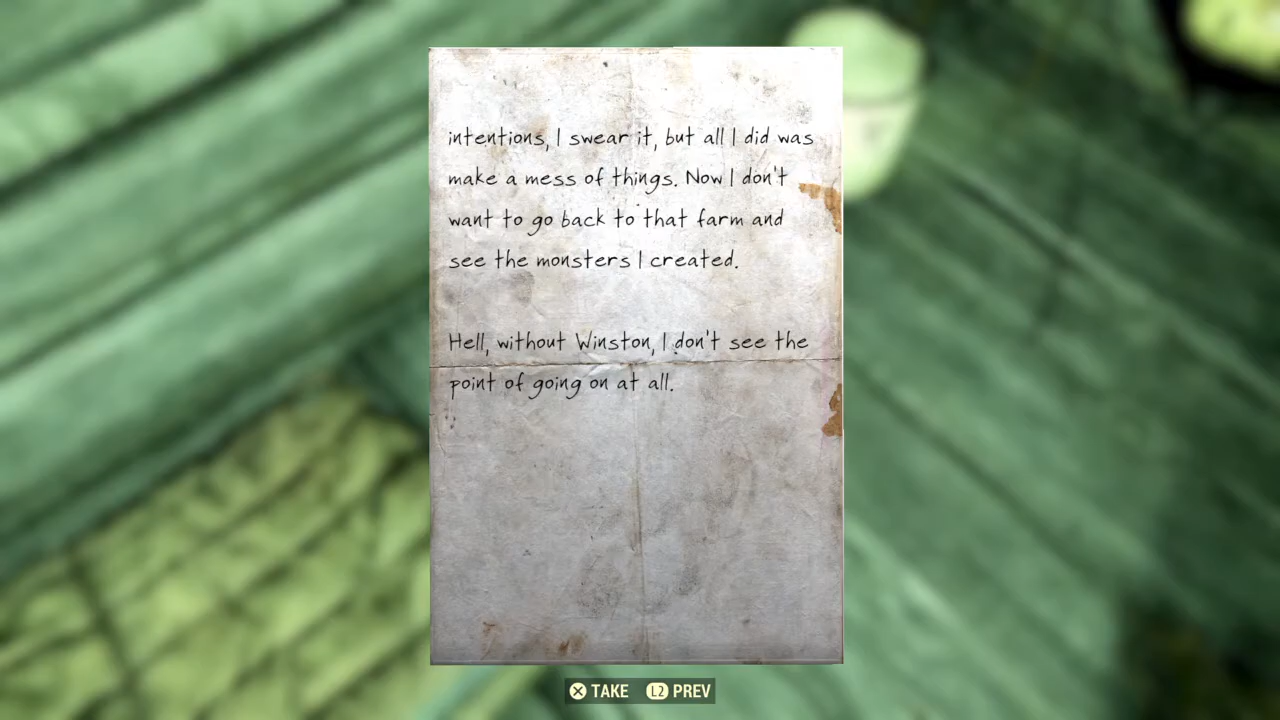 intentions, I swear it, but all I did was
make a mess of things. Now I don't
want to go back to that farm and
see the monsters I created.
Hell, without Winston, I don't see the
point of going on at all.
TAKE L2 PREV